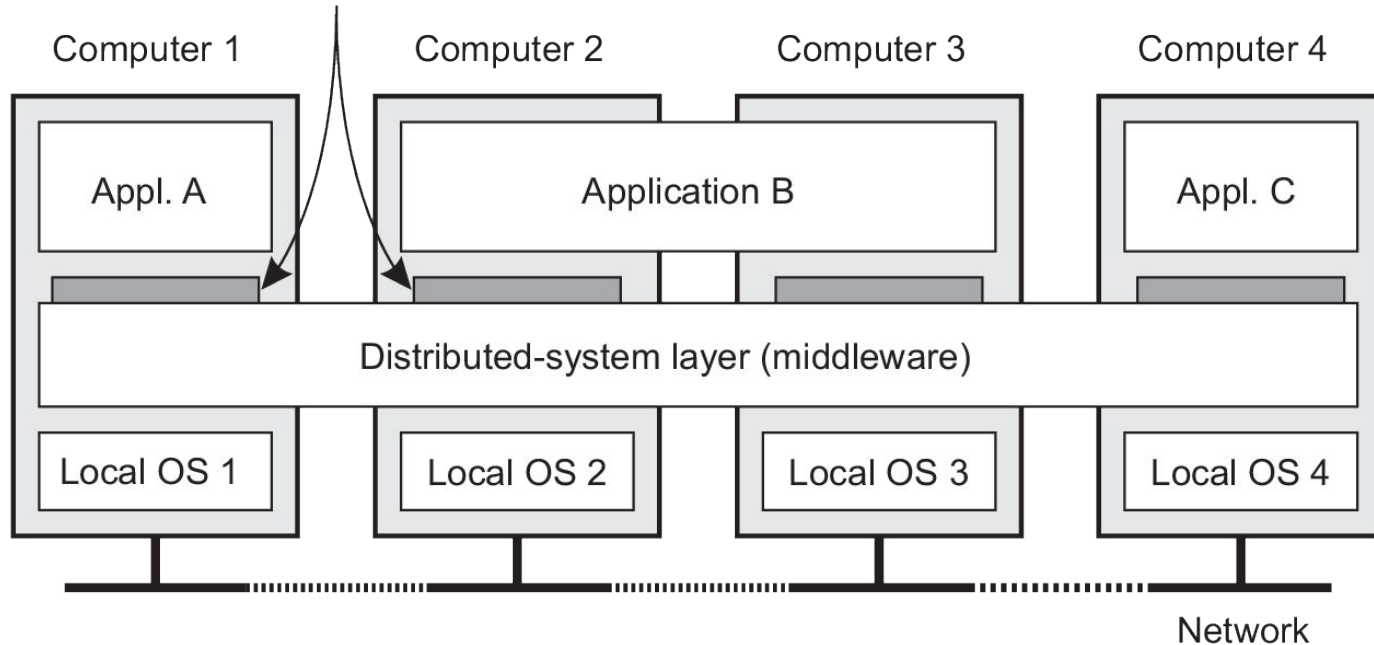 Computer 1
Computer 2
Computer 3
Computer 4
Appl. A
Application B
Appl. C
Distributed-system layer (middleware)
Local OS 1
Local OS 2
Local OS 3
Local OS 4
Network